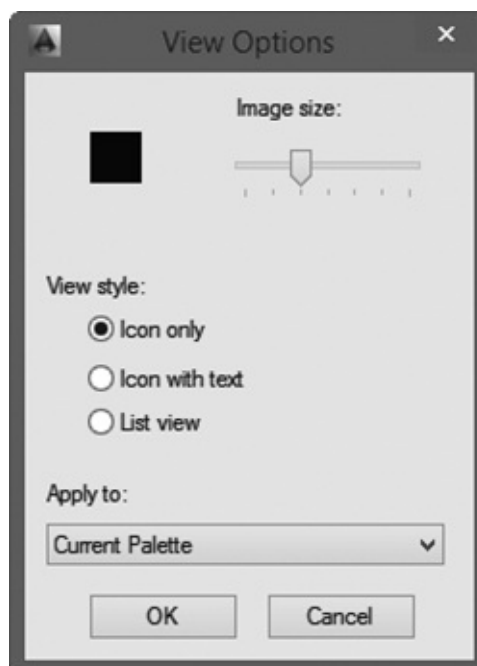 View Options
Image size:
View style:
Icon only
Icon with text
List view
Apply to:
Current Palette
OK Cancel